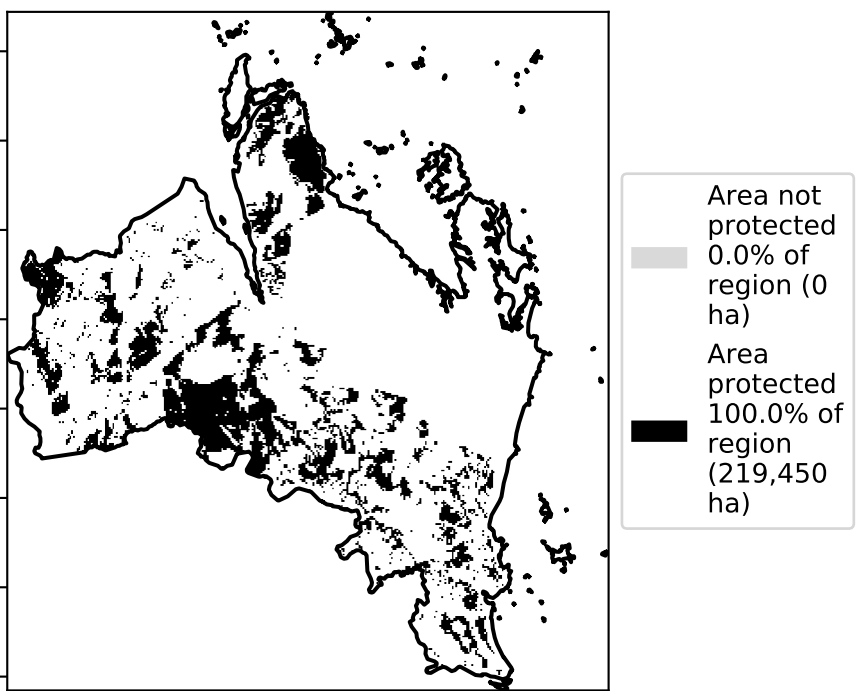 Area not
protected
0.0% of
region (0
ha)
Area
protected
100.0% of
region
(219,450
ha)